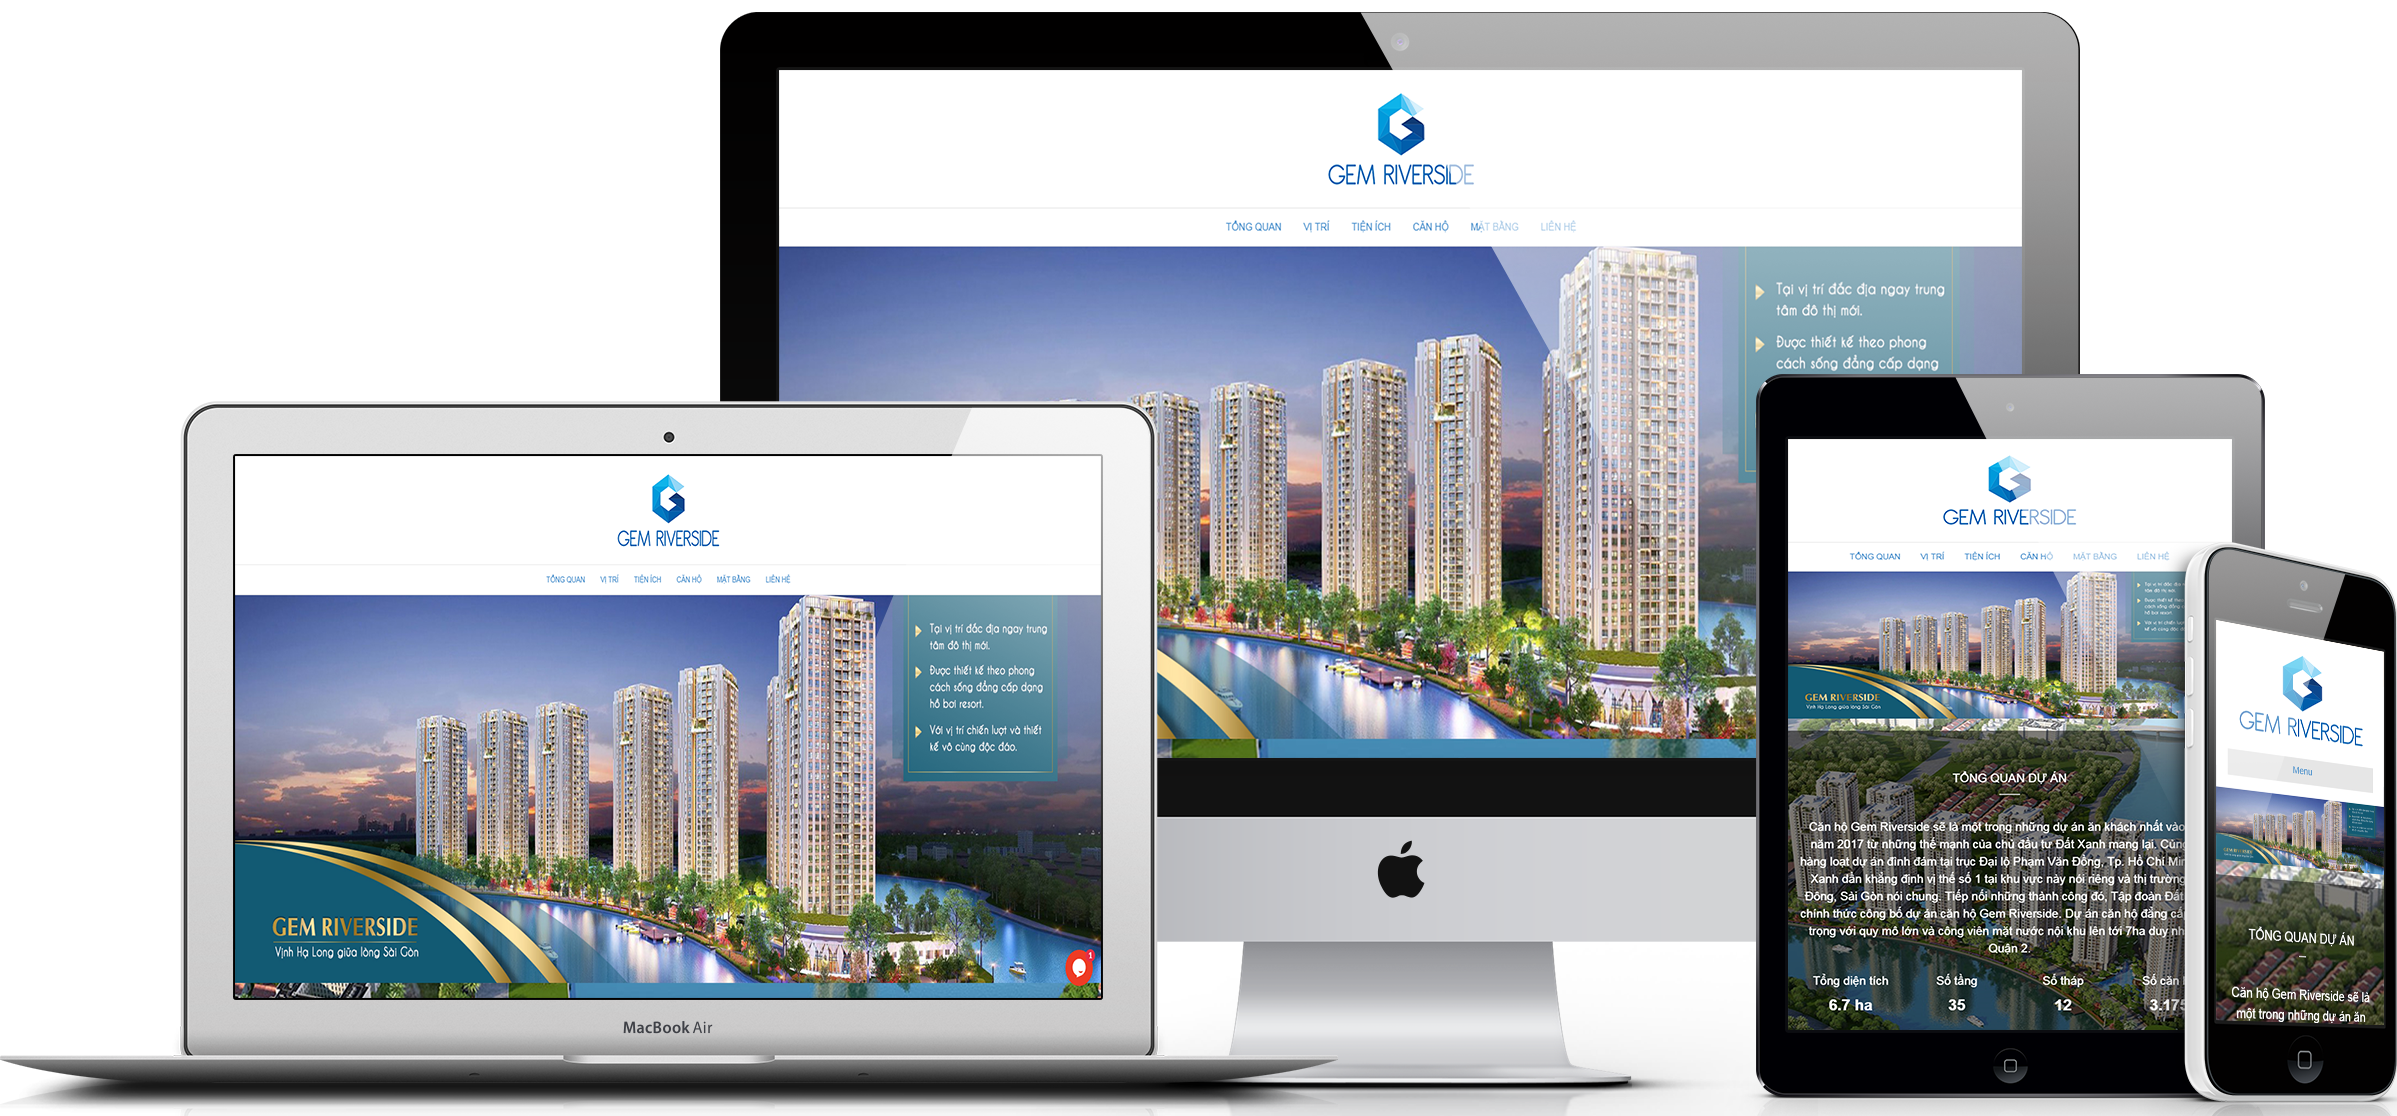 GEM RIVERSIDE
TỔNG QUAN VỊ TRÍ TIỆN ÍCH CĂN HỘ MẶT BẰNG LIÊN HỆ
Tại vị trí đắc địa ngay trung
tâm đô thị mới.
Được thiết kế theo phong
cách sống đẳng cấp dạng
GEM RIVERSIDE
TỔNG QUAN VỊ TRÍ TIỆN ÍCH CĂN HỘ MẶT BẰNG LIÊN HỆ
Tại vị trí đắc địa ngay trung
tâm đô thị mới.
Được thiết kế theo phong
cách sống đẳng cấp dạng
hồ bơi resort.
Với vị trí chiến lượt và thiết
kế vô cùng độc đáo.
GEM RIVERSIDE
Vịnh Hạ Long giữa lòng Sài Gòn
1
MacBook Air
GEM RIVERSIDE
TỔNG QUAN VỊ TRÍ TIỆN ÍCH CĂN HỘ MẶT BẰNG LIÊN HỆ
GEM RIVERSIDE
Vịnh Hạ Long giữa lòng Sài Gòn
TỔNG QUAN DỰ ÁN
Căn hộ Gem Riverside sẽ là một trong những dự án ăn khách nhất vào
năm 2017 từ những thế mạnh của chủ đầu tư Đất Xanh mang lại. Cùng
hàng loạt dự án đình đám tại trục Đại lộ Phạm Văn Đồng, Tp. Hồ Chí Min
Xanh dần khẳng định vị thế số 1 tại khu vực này nói riêng và thị trường
Đông, Sài Gòn nói chung. Tiếp nối những thành công đó, Tập đoàn Đất
chính thức công bố dự án căn hộ Gem Riverside. Dự án căn hộ đẳng cấ
trọng với quy mô lớn và công viên mặt nước nội khu lên tới 7ha duy nh
Quận 2.
Tổng diện tích Số tầng Số tháp Số căn
6.7 ha 35 12 3.175
GEM RIVERSIDE
Menu
TỔNG QUAN DỰ ÁN
Căn hộ Gem Riverside sẽ là
một trong những dự án ăn